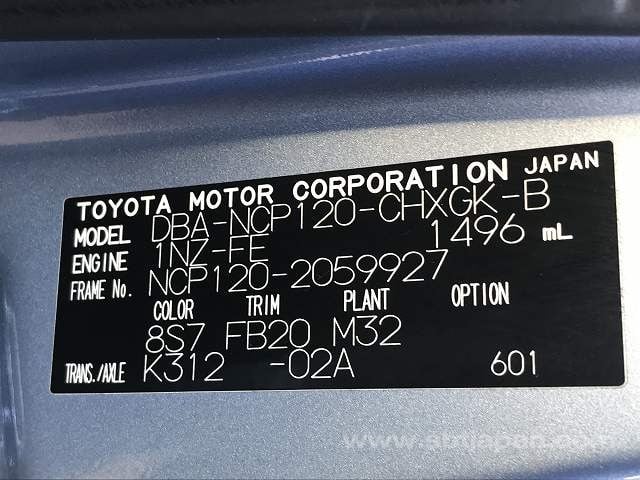 TOYOTA MOTOR CORPORATION JAPAN
MODEL DBA-NCP120-CHXGK-B
ENGINE 1NZ-FE 1496 mL
FRAME No. NCP120-2059927
COLOR TRIM PLANT OPTION
8S7 FB20 M32
TRANS./AXLE K312 -02A 601
www.sbtjapan.com